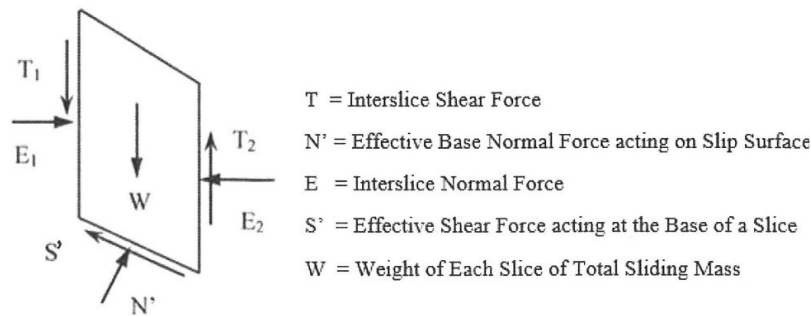 T₁
E₁
W
T₂
E₂
S'
N'
T = Interslice Shear Force
N’ = Effective Base Normal Force acting on Slip Surface
E = Interslice Normal Force
S’ = Effective Shear Force acting at the Base of a Slice
W = Weight of Each Slice of Total Sliding Mass